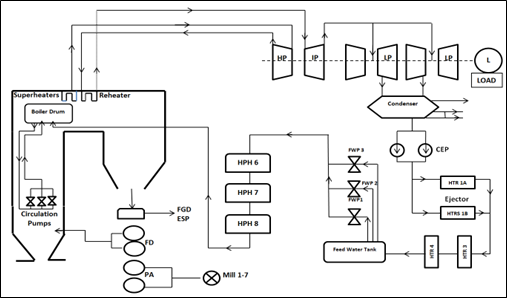 HP
IP
LP
LP
L
LOAD
Superheaters
Reheater
Boiler Drum
Condenser
CEP
FWP 3
FWP 2
FWP1
HPH 6
HPH 7
HPH 8
HTR 1A
Ejector
HTRS 1B
Circulation
Pumps
FGD
ESP
FD
PA
Mill 1-7
Feed Water Tank
HTR 4
HTR 3